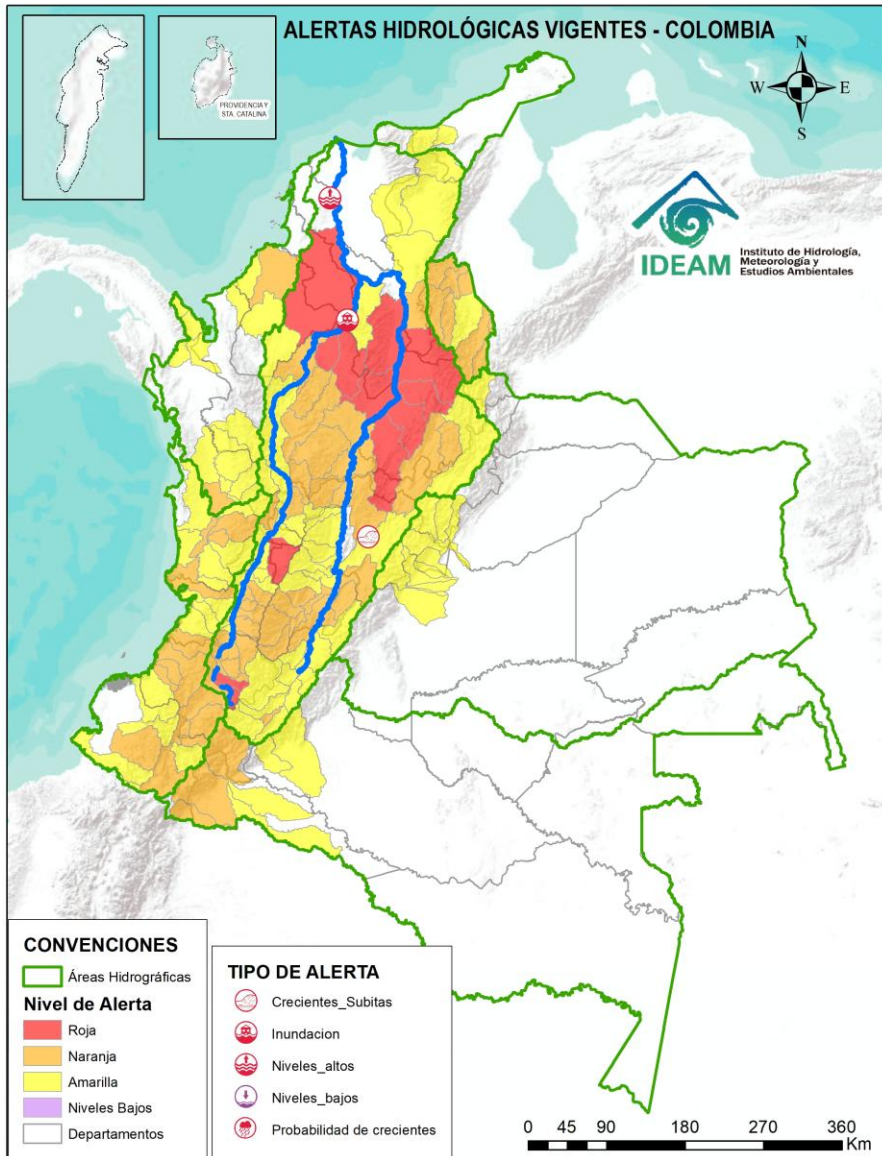 ALERTAS HIDROLÓGICAS VIGENTES - COLOMBIA
PROVIDENCIA Y
STA. CATALINA
N
W
E
S
IDEAM
Instituto de Hidrología,
Meteorología y
Estudios Ambientales
CONVENCIONES
Áreas Hidrográficas
Nivel de Alerta
Roja
Naranja
Amarilla
Niveles Bajos
Departamentos
TIPO DE ALERTA
Crecientes_Subitas
Inundacion
Niveles_altos
Niveles_bajos
Probabilidad de crecientes
0 45 90 180 270 360
Km